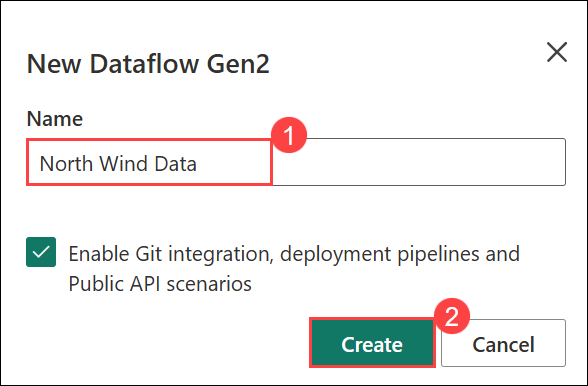 New Dataflow Gen2
Name
1
North Wind Data
Enable Git integration, deployment pipelines and
Public API scenarios
2
Create
Cancel